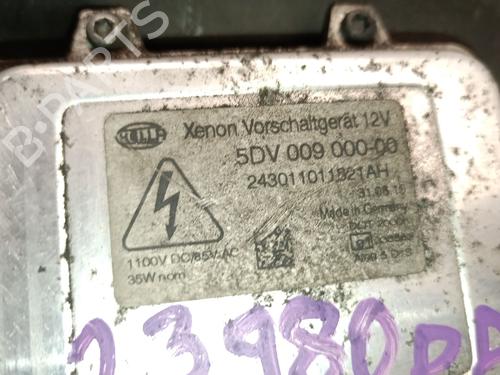 B-PARTS
HELLA
Xenon Vorschaltgerät 12V
5DV 009 000-00
243011011821AH
Made in Germany
1100V DC/85V AC
35W nom.
23980